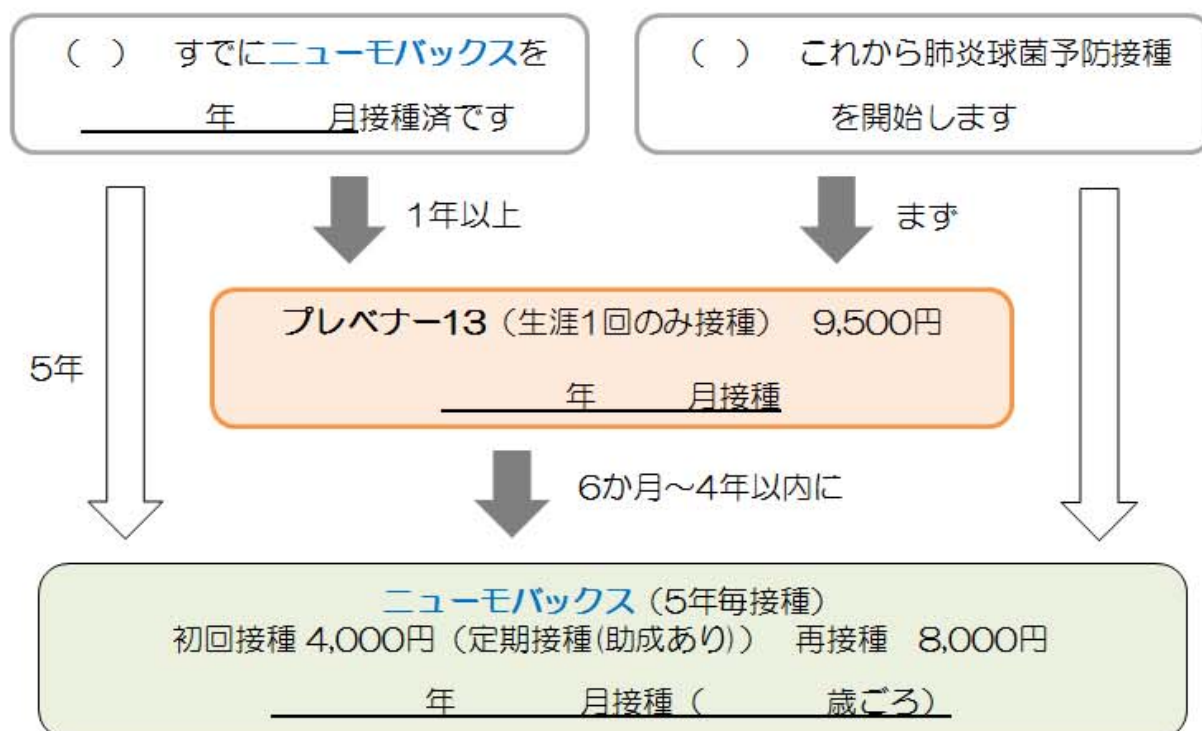 （　）　すでにニューモバックスを
年　　　月接種済です
（　）　これから肺炎球菌予防接種
を開始します
1年以上
まず
プレベナー13（生涯1回のみ接種）　9,500円
年　　　月接種
5年
6か月～4年以内に
ニューモバックス（5年毎接種）
初回接種 4,000円（定期接種(助成あり)）　再接種　8,000円
年　　　　月接種（　　　　歳ごろ）